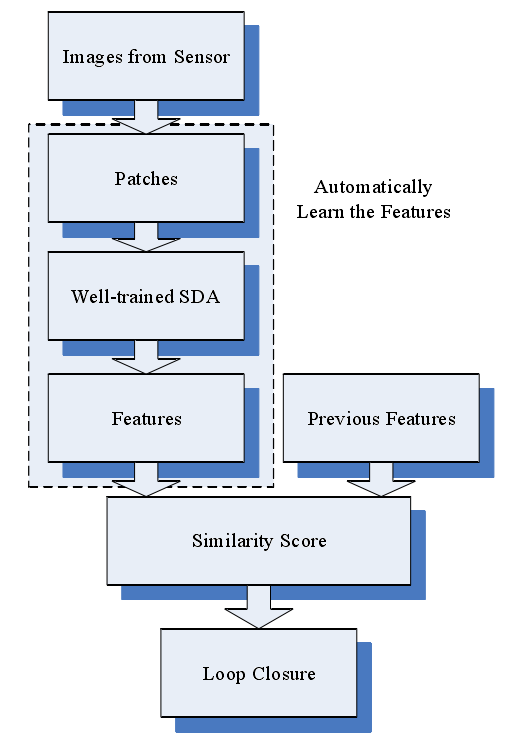 Images from Sensor
Patches
Automatically
Learn the Features
Well-trained SDA
Features
Previous Features
Similarity Score
Loop Closure